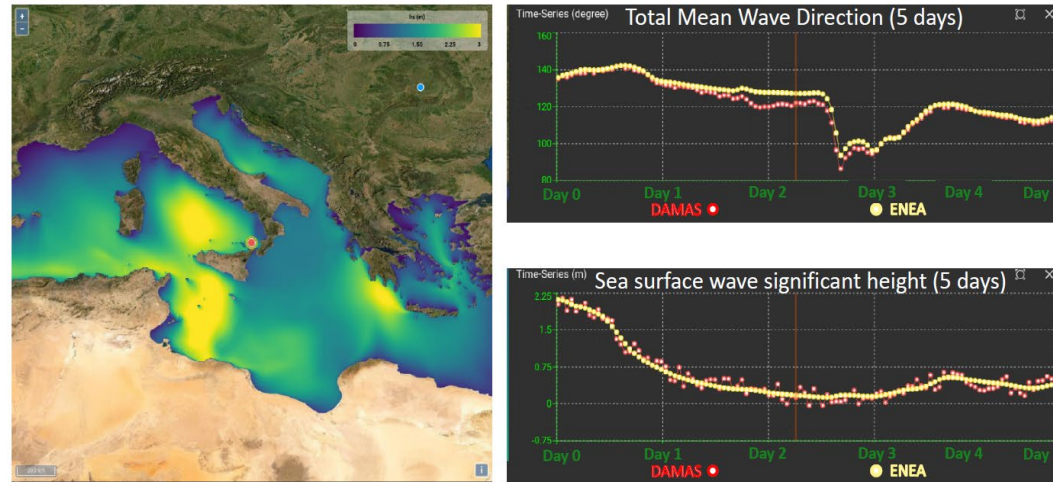 +
-
hs (m)
0 0.75 1.50 2.25 3
i
Time-Series (degree)
Total Mean Wave Direction (5 days)
×
160
140
120
100
80
Day 0 Day 1 Day 2 Day 3 Day 4 Day 5
DAMAS ENEA
Time-Series (m)
Sea surface wave significant height (5 days)
×
2.25
1.5
0.75
0
-0.75
Day 0 Day 1 Day 2 Day 3 Day 4 Day
DAMAS ENEA